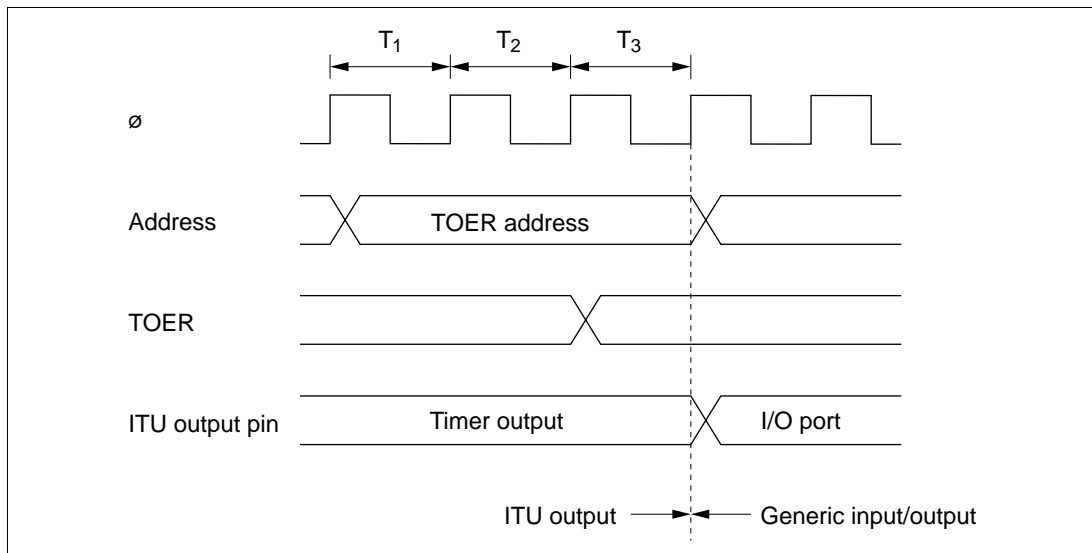 T1 T2 T3
ø
Address TOER address
TOER
ITU output pin Timer output I/O port
ITU output Generic input/output